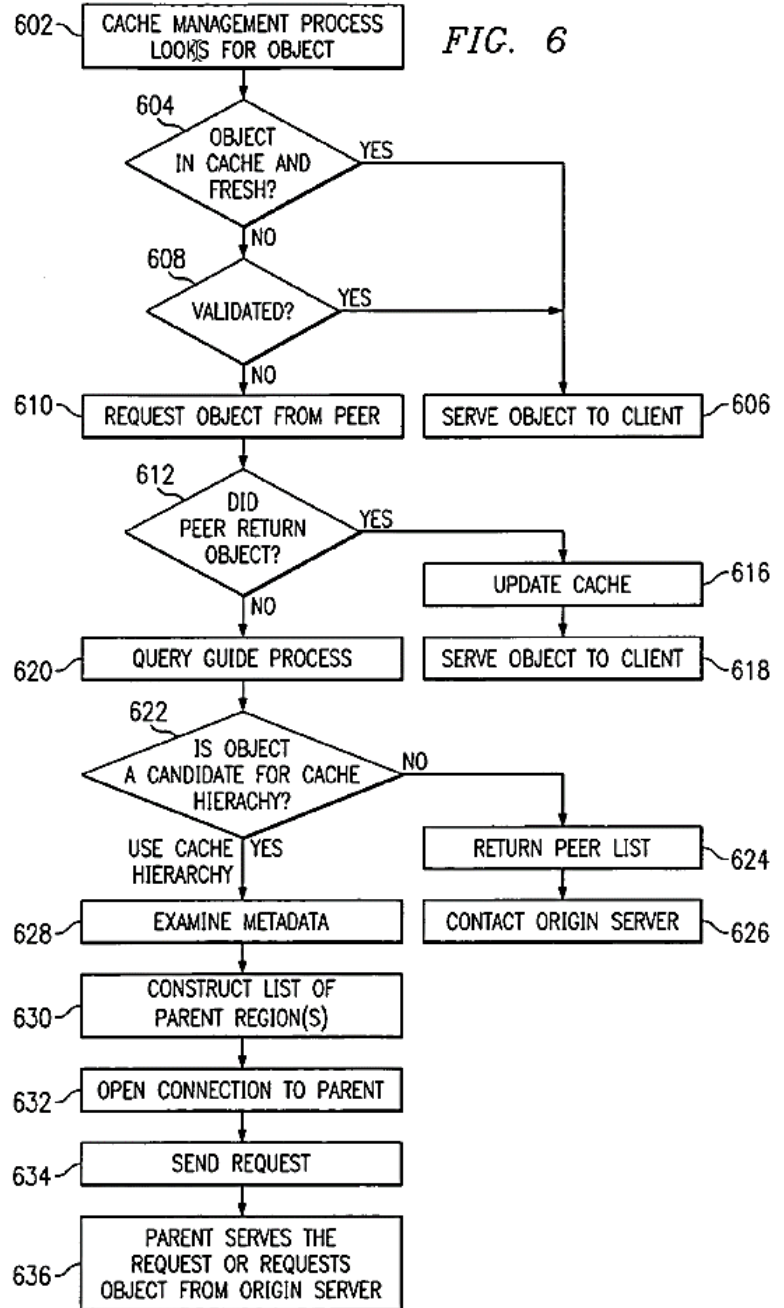 602
CACHE MANAGEMENT PROCESS
LOOKS FOR OBJECT
FIG. 6
604
OBJECT
IN CACHE AND
FRESH?
YES
NO
608
VALIDATED?
YES
NO
610
REQUEST OBJECT FROM PEER
SERVE OBJECT TO CLIENT
606
612
DID
PEER RETURN
OBJECT?
YES
NO
UPDATE CACHE
616
620
QUERY GUIDE PROCESS
SERVE OBJECT TO CLIENT
618
622
IS OBJECT
A CANDIDATE FOR CACHE
HIERACHY?
NO
USE CACHE
HIERARCHY
YES
RETURN PEER LIST
624
628
EXAMINE METADATA
CONTACT ORIGIN SERVER
626
630
CONSTRUCT LIST OF
PARENT REGION(S)
632
OPEN CONNECTION TO PARENT
634
SEND REQUEST
636
PARENT SERVES THE
REQUEST OR REQUESTS
OBJECT FROM ORIGIN SERVER